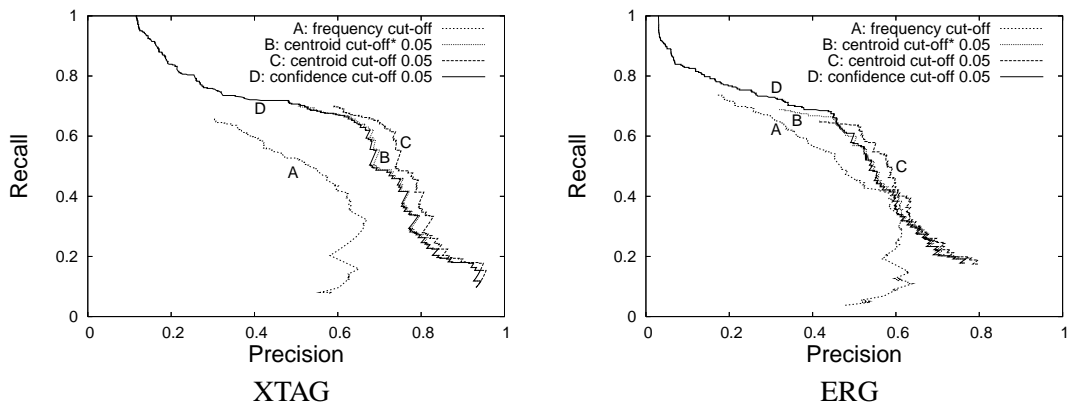 A: frequency cut-off
B: centroid cut-off* 0.05
C: centroid cut-off 0.05
D: confidence cut-off 0.05
1
0.8
0.6
0.4
0.2
0
Recall
D
C
B
A
0 0.2 0.4 0.6 0.8 1
Precision
XTAG
A: frequency cut-off
B: centroid cut-off* 0.05
C: centroid cut-off 0.05
D: confidence cut-off 0.05
1
0.8
0.6
0.4
0.2
0
Recall
D
B
A
C
0 0.2 0.4 0.6 0.8 1
Precision
ERG